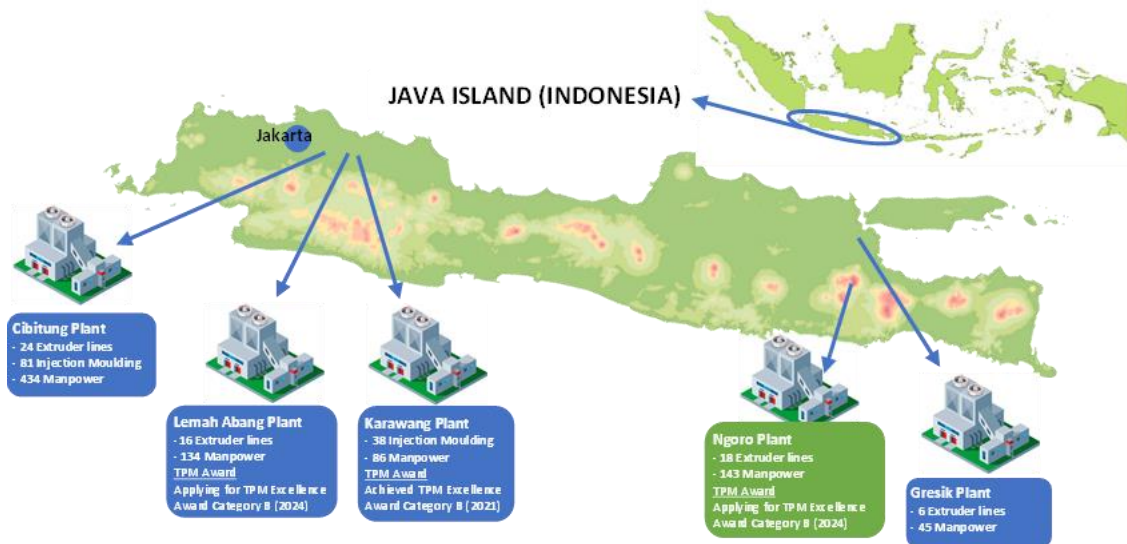 JAVA ISLAND (INDONESIA)
Jakarta
Cibitung Plant
- 24 Extruder lines
- 81 Injection Moulding
- 434 Manpower
Lemah Abang Plant
- 16 Extruder lines
- 134 Manpower
TPM Award
Applying for TPM Excellence
Award Category B (2024)
Karawang Plant
- 38 Injection Moulding
- 86 Manpower
TPM Award
Achieved TPM Excellence
Award Category B (2021)
Ngoro Plant
- 18 Extruder lines
- 143 Manpower
TPM Award
Applying for TPM Excellence
Award Category B (2024)
Gresik Plant
- 6 Extruder lines
- 45 Manpower